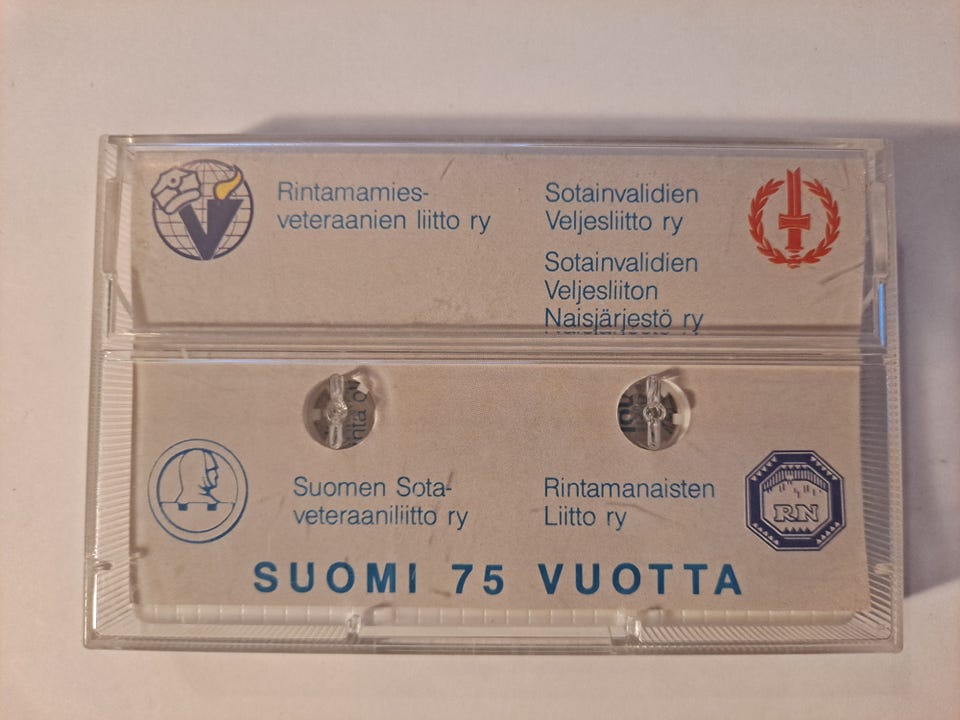 Rintamamies-
veteraanien liitto ry
Sotainvalidien
Veljesliitto ry
Sotainvalidien
Veljesliiton
Naisjärjestö ry
Suomen Sota-
veteraaniliitto ry
Rintamanaisten
Liitto ry
RN
SUOMI 75 VUOTTA